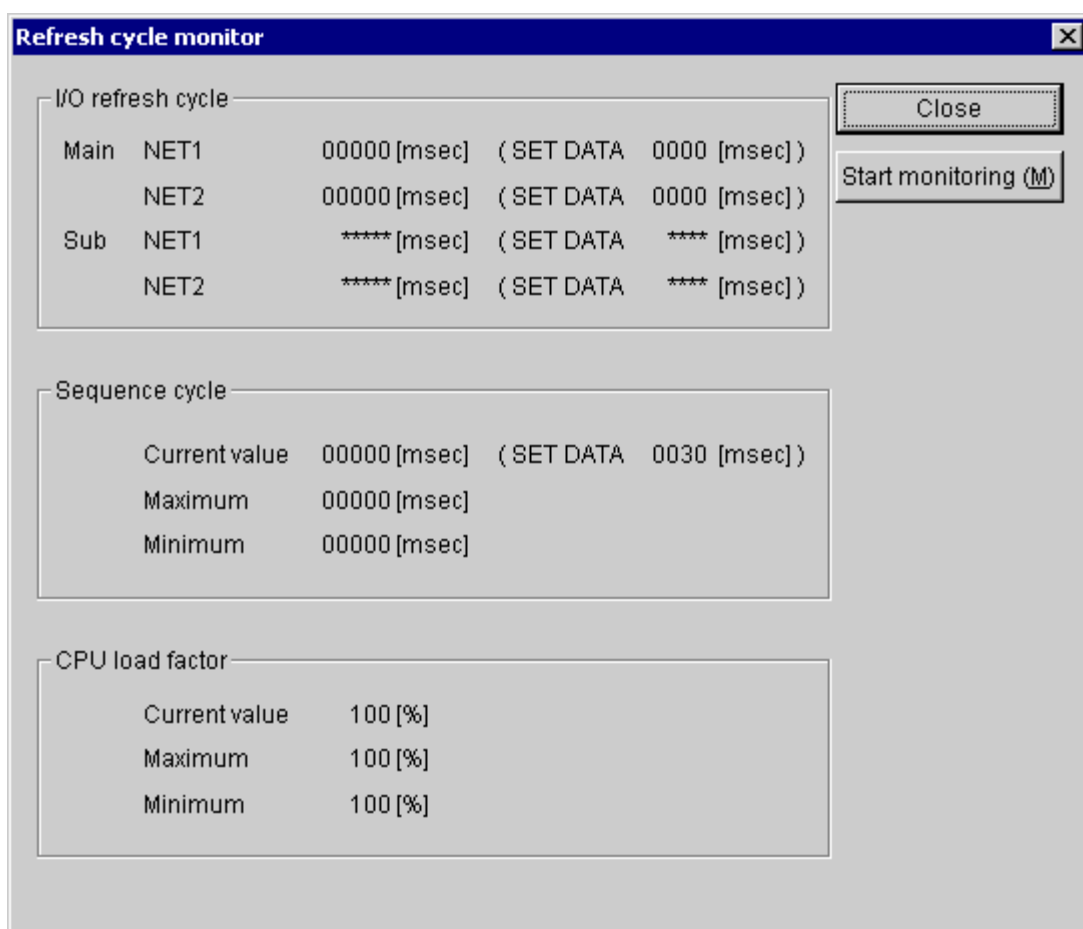 Refresh cycle monitor
I/O refresh cycle
Close
Main NET1 00000 [msec] ( SET DATA 0000 [msec] )
Start monitoring (M)
NET2 00000 [msec] ( SET DATA 0000 [msec] )
Sub NET1 ***** [msec] ( SET DATA **** [msec] )
NET2 ***** [msec] ( SET DATA **** [msec] )
Sequence cycle
Current value 00000 [msec] ( SET DATA 0030 [msec] )
Maximum 00000 [msec]
Minimum 00000 [msec]
CPU load factor
Current value 100 [%]
Maximum 100 [%]
Minimum 100 [%]